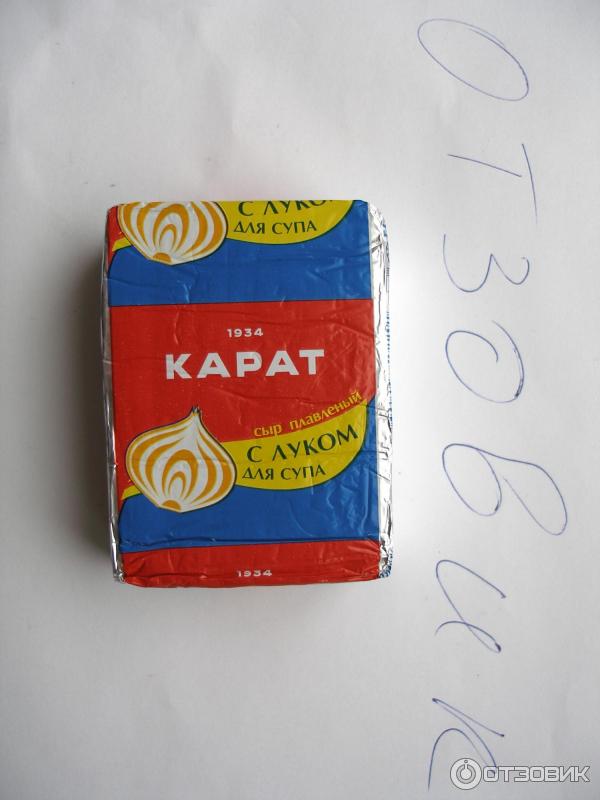 С ЛУКОМ
ДЛЯ СУПА
1934
КАРАТ
сыр плавленый
С ЛУКОМ
ДЛЯ СУПА
1934
ОТЗОВИК
ОТЗОВИК